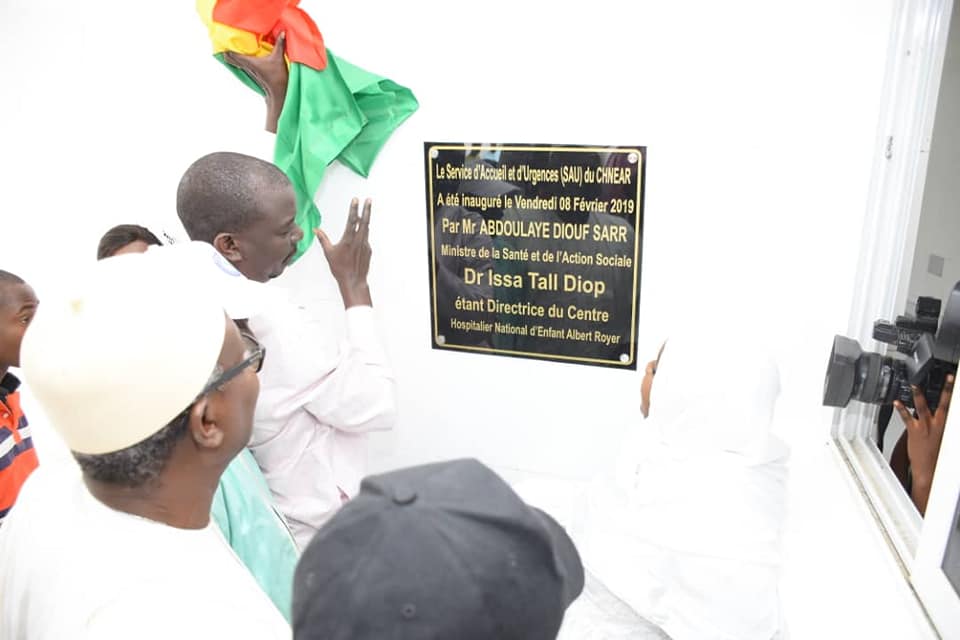 Le Service d'Accueil et d'Urgences (SAU) du CHNEAR
A été inauguré le Vendredi 08 Février 2019
Par Mr ABDOULAYE DIOUF SARR
Ministre de la Santé et de l'Action Sociale
Dr Issa Tall Diop
étant Directrice du Centre
Hospitalier National d'Enfant Albert Royer